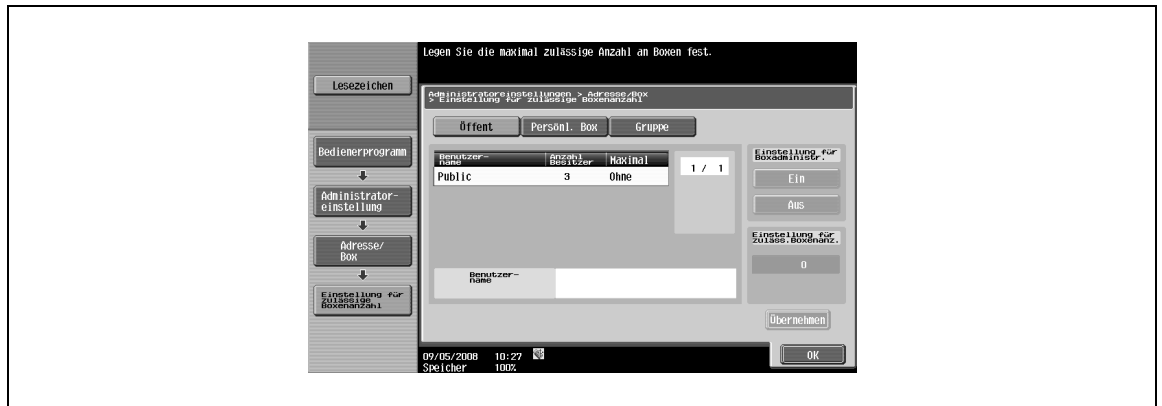 Legen Sie die maximal zulässige Anzahl an Boxen fest.
Lesezeichen
Administratoreinstellungen > Adresse/Box
> Einstellung für zulässige Boxenanzahl
Öffent
Persönl. Box
Gruppe
Bedienerprogramm
Administrator-
einstellung
Adresse/
Box
Einstellung für
zulässige
Boxenanzahl
Benutzer-
name
Anzahl
Besitzer
Maximal
Public 3 Ohne
1 / 1
Benutzer-
name
Einstellung für
Boxadministr.
Ein
Aus
Einstellung für
zuläss.Boxenanz.
0
Übernehmen
OK
09/05/2008 10:27
Speicher 100%